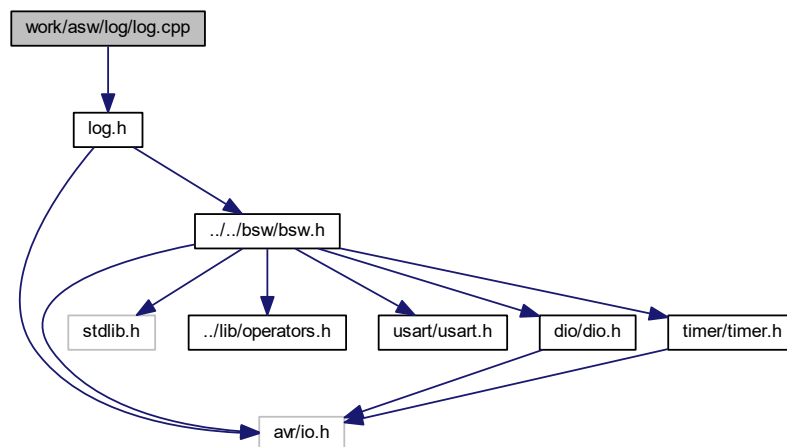 work/asw/log/log.cpp
log.h
../../bsw/bsw.h
stdlib.h
../lib/operators.h
usart/usart.h
dio/dio.h
timer/timer.h
avr/io.h